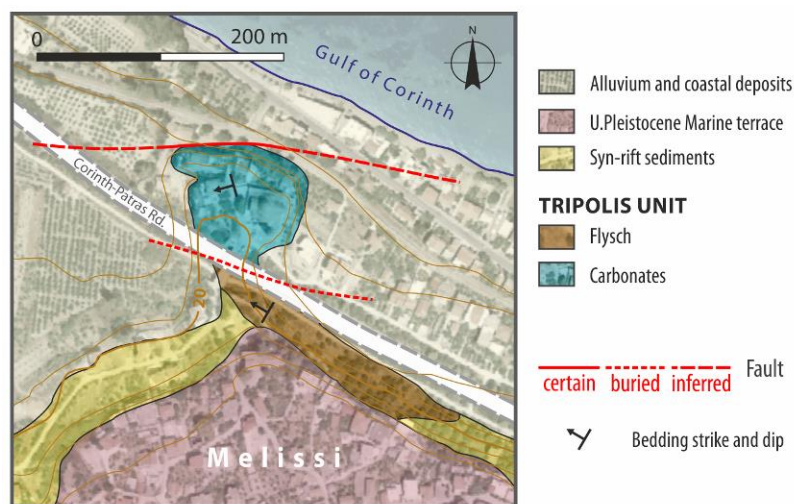 0 200 m
N
Gulf of Corinth
Corinth-Patras Rd.
20
Melissi
Alluvium and coastal deposits
U.Pleistocene Marine terrace
Syn-rift sediments
TRIPOLIS UNIT
Flysch
Carbonates
Fault
certain buried inferred
Bedding strike and dip